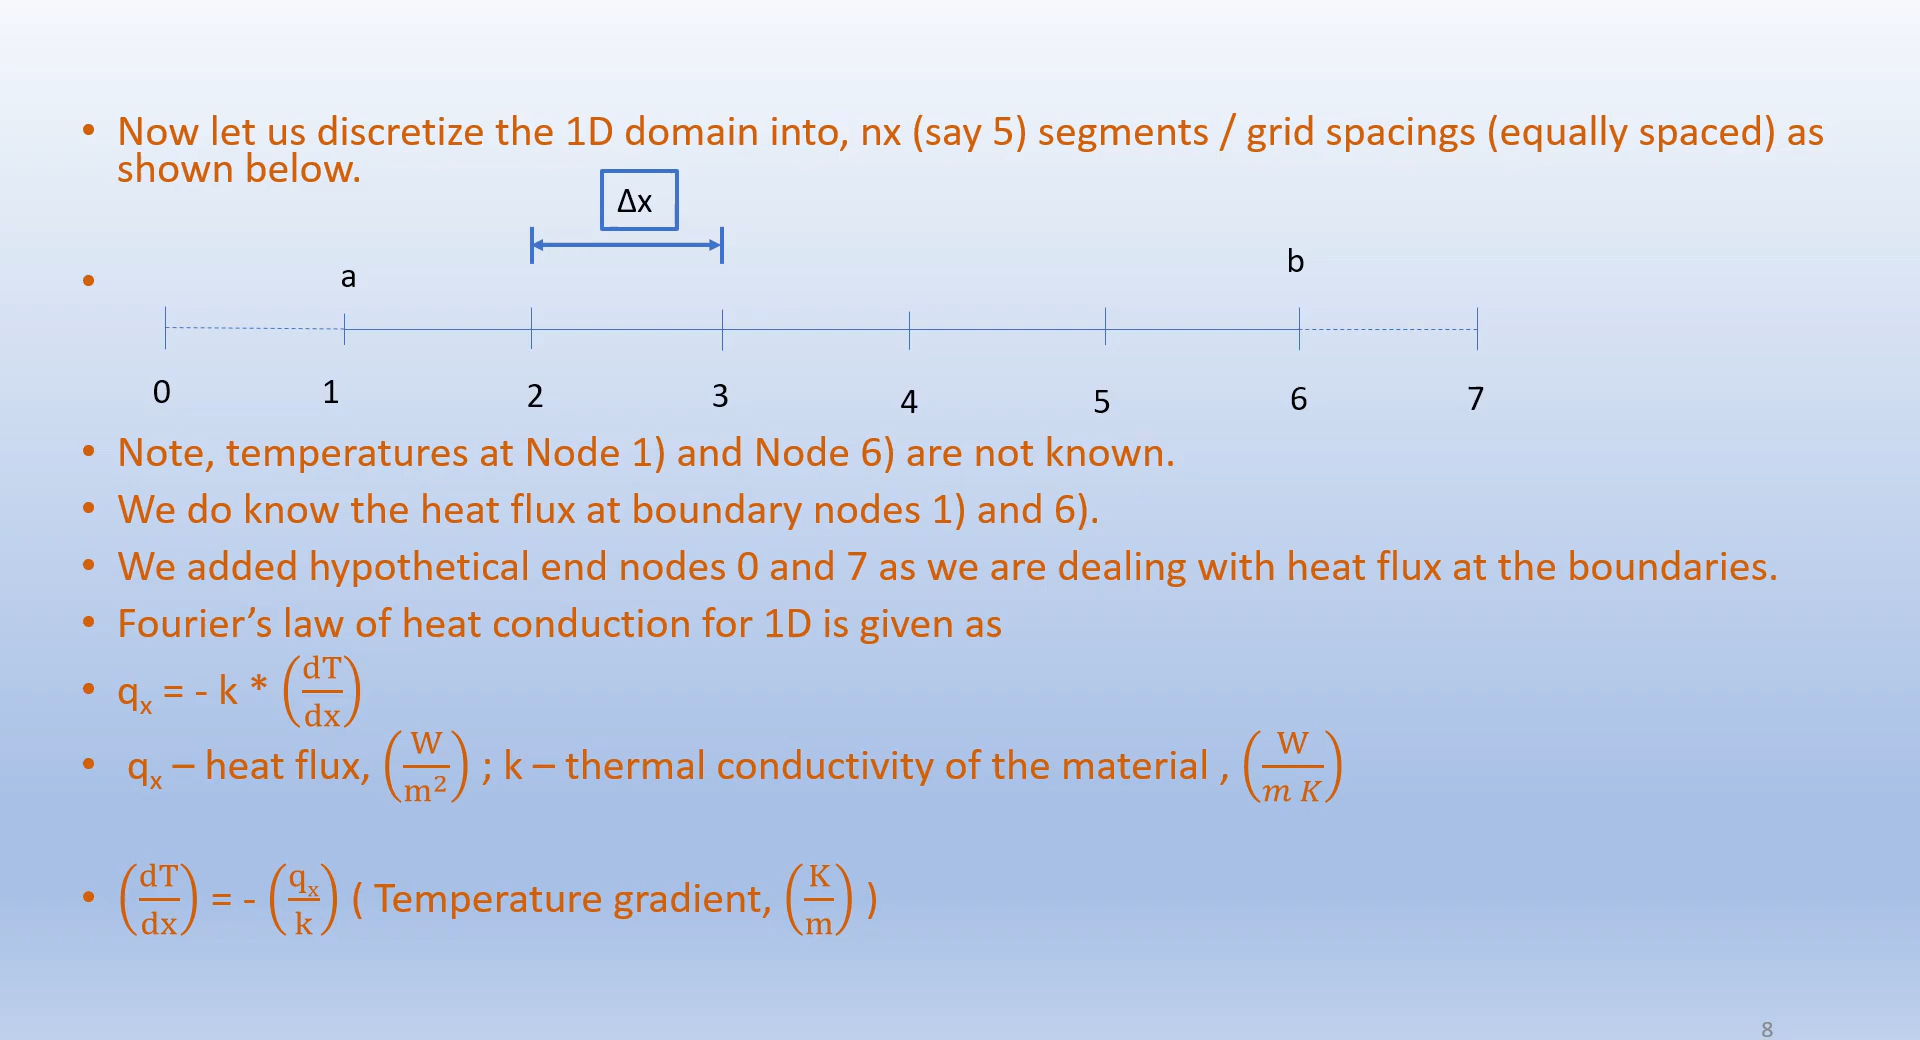 • Now let us discretize the 1D domain into, nx (say 5) segments / grid spacings (equally spaced) as
shown below.
Δx
a b
•
0 1 2 3 4 5 6 7
• Note, temperatures at Node 1) and Node 6) are not known.
• We do know the heat flux at boundary nodes 1) and 6).
• We added hypothetical end nodes 0 and 7 as we are dealing with heat flux at the boundaries.
• Fourier’s law of heat conduction for 1D is given as
• qₓ = - k * (dT/dx)
• qₓ – heat flux, (W/m²) ; k – thermal conductivity of the material , (W/m K)
• (dT/dx) = - (qₓ/k) ( Temperature gradient, (K/m) )
8